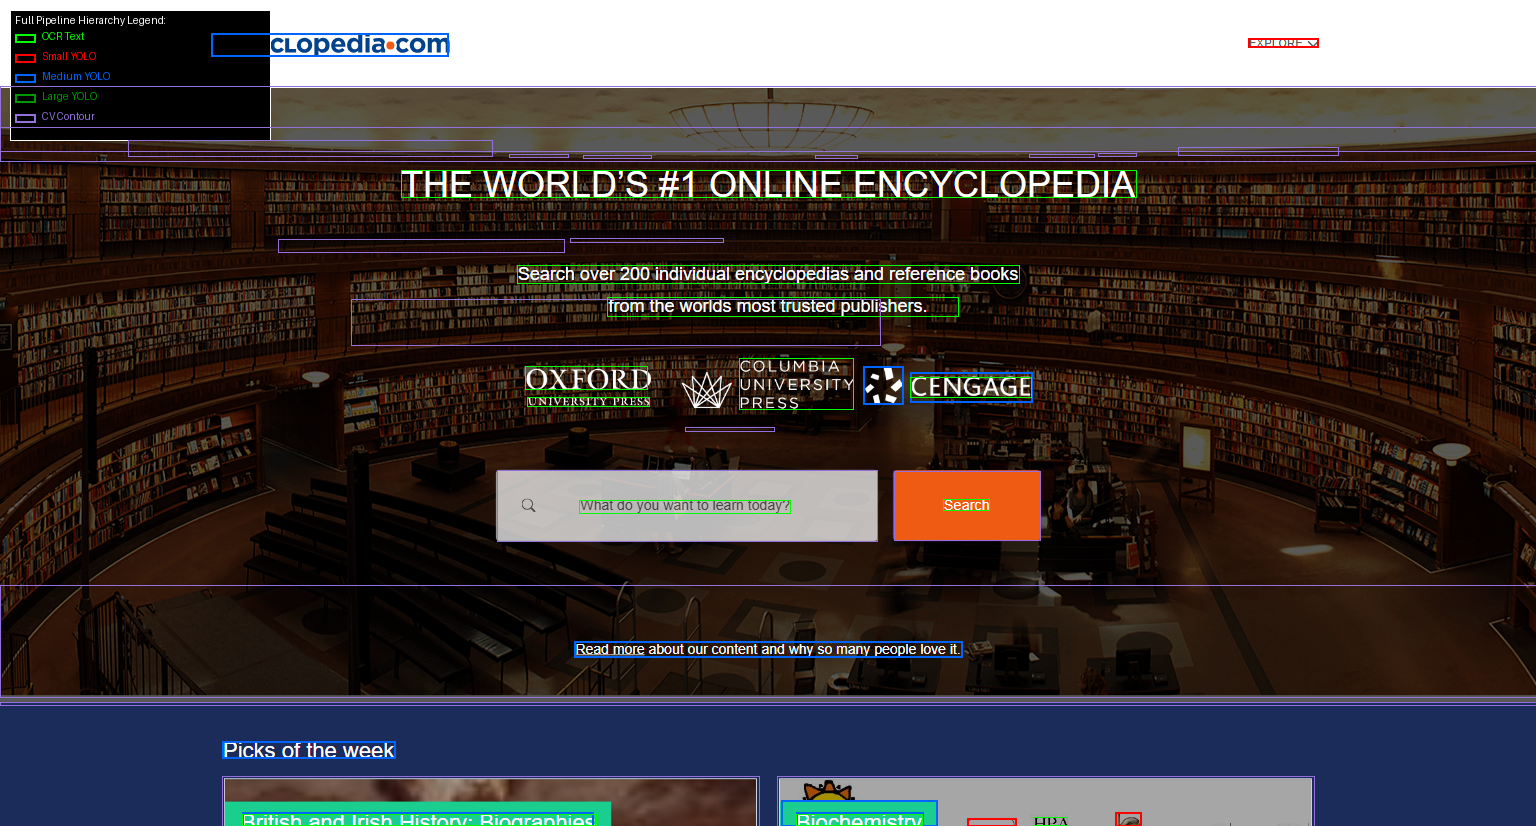 Full Pipeline Hierarchy Legend:
OCR Text
Small YOLO
Medium YOLO
Large YOLO
CV Contour
clopedia.com
EXPLORE
THE WORLD'S #1 ONLINE ENCYCLOPEDIA
Search over 200 individual encyclopedias and reference books
from the worlds most trusted publishers.
OXFORD
UNIVERSITY PRESS
COLUMBIA
UNIVERSITY
PRESS
CENGAGE
What do you want to learn today?
Search
Read more about our content and why so many people love it.
Picks of the week
British and Irish History: Biographies
Biochemistry